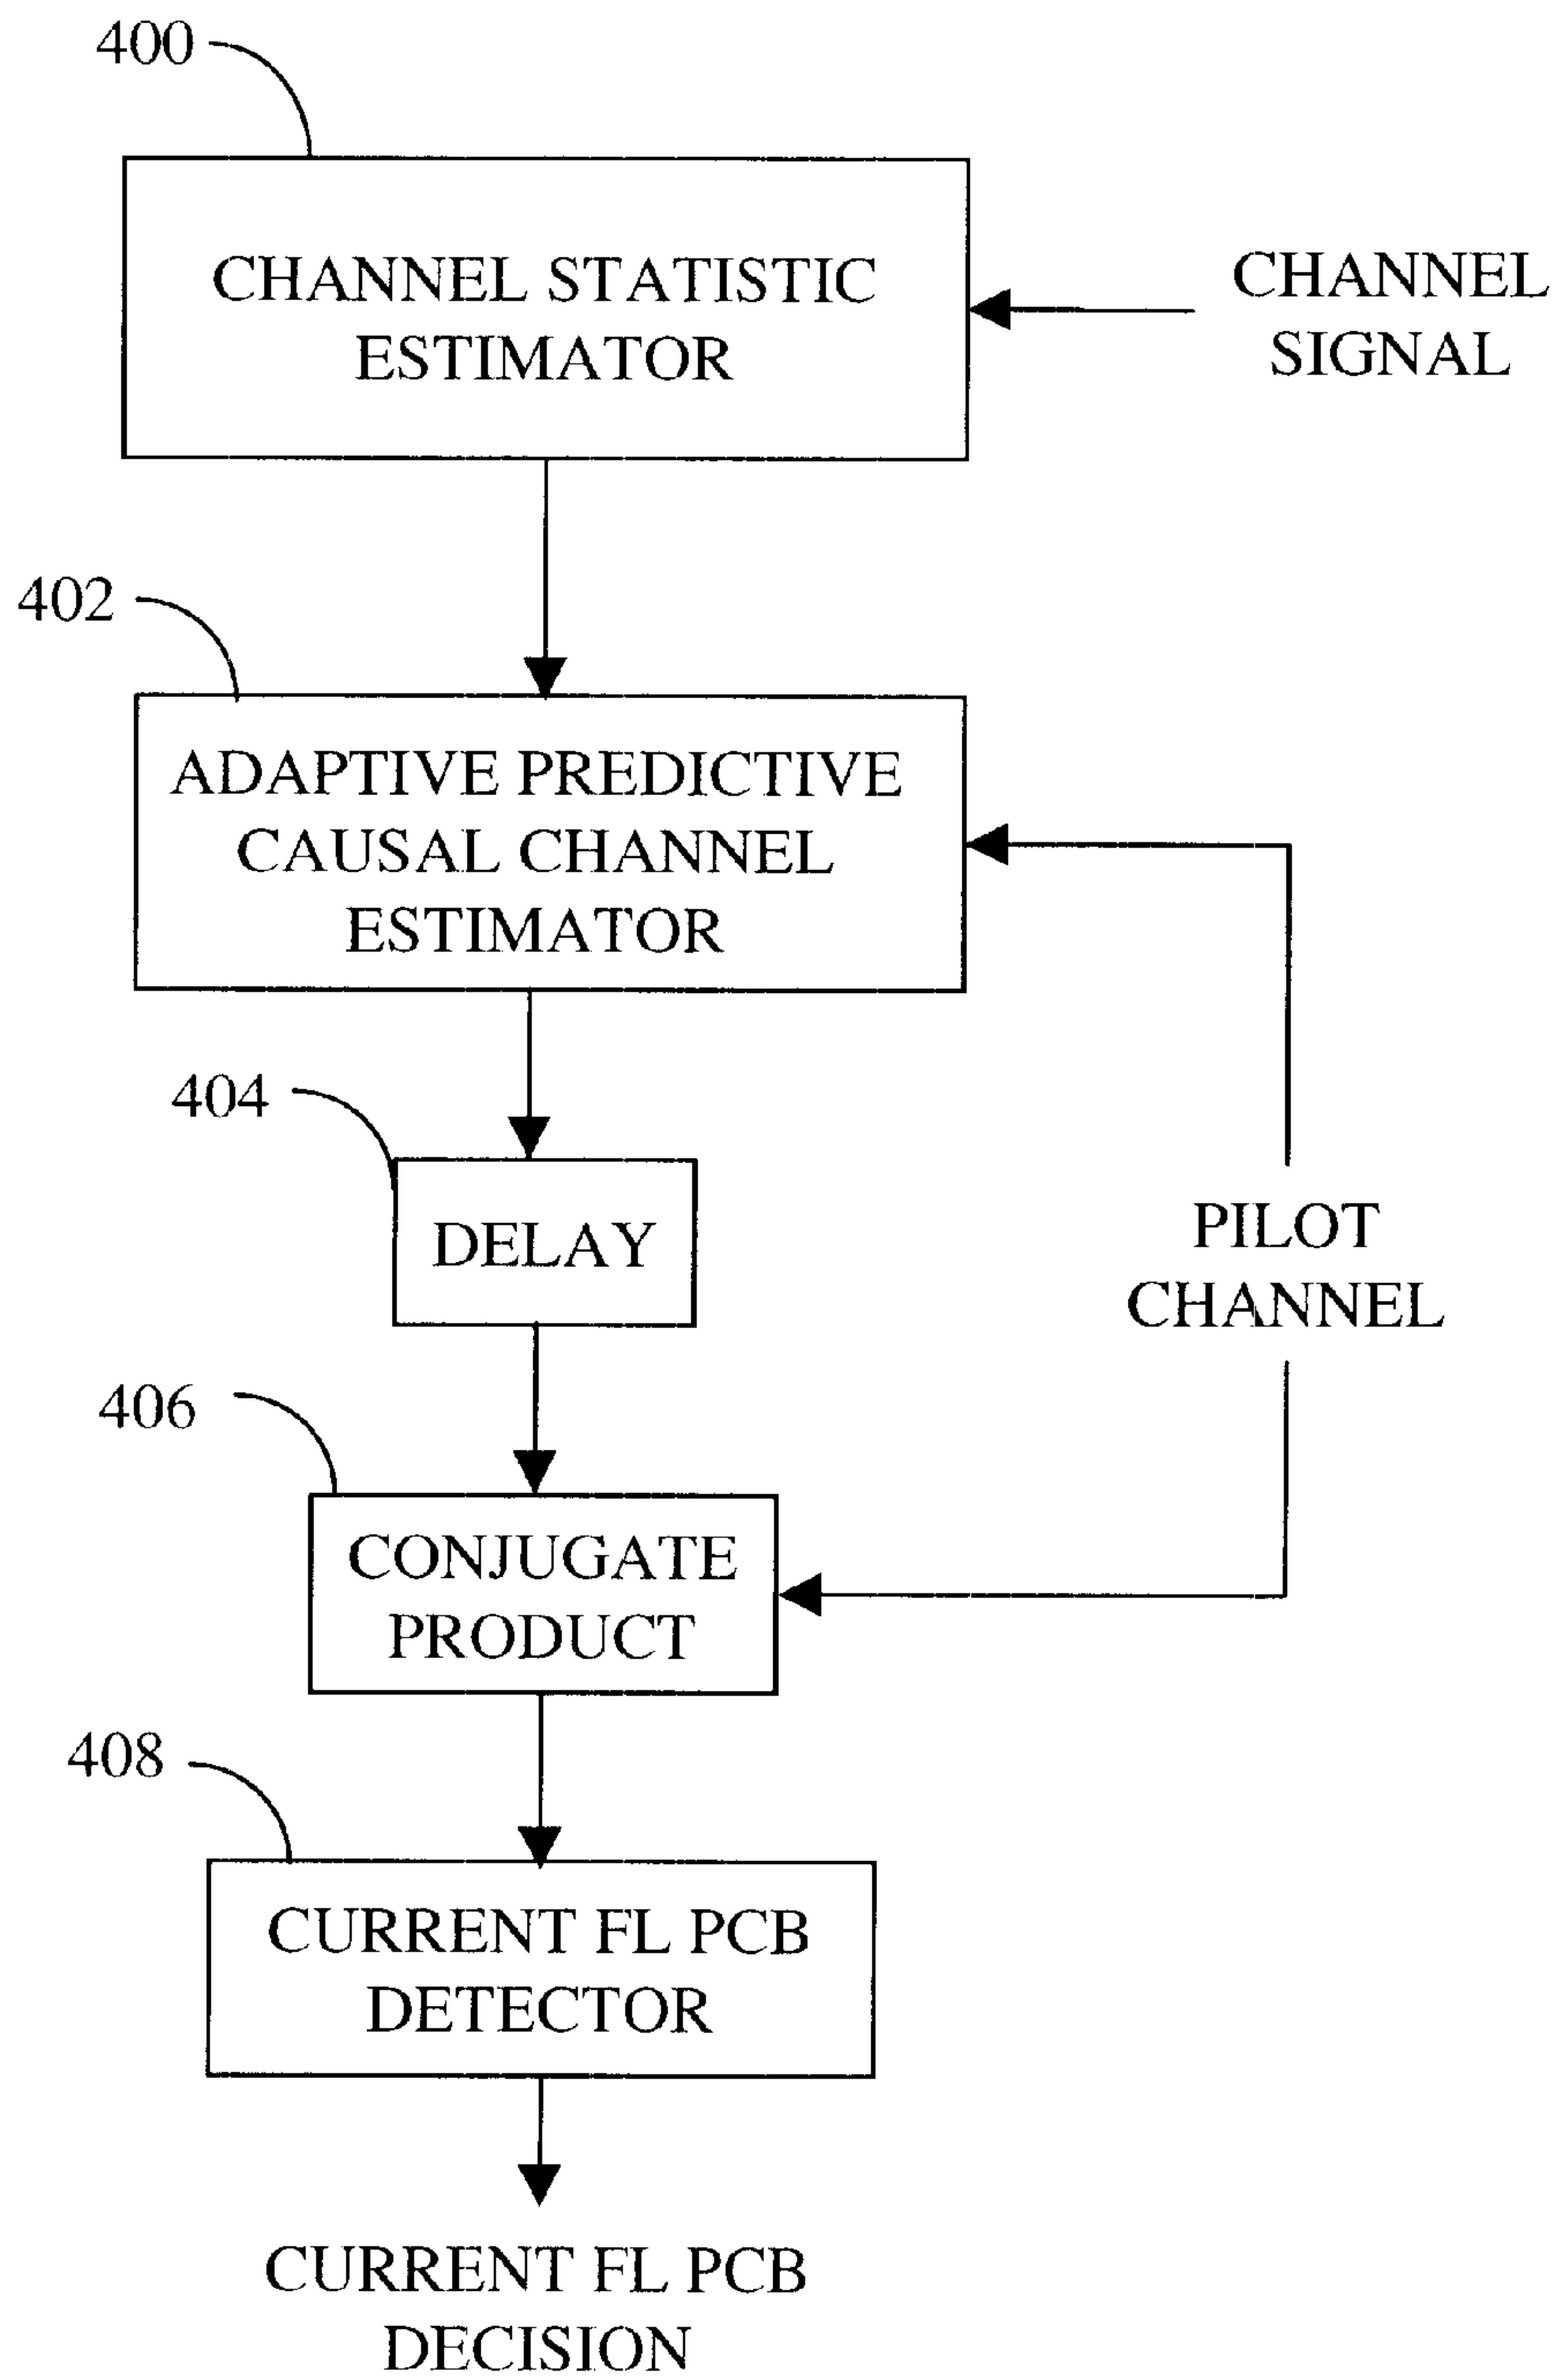 400
CHANNEL STATISTIC
ESTIMATOR
CHANNEL
SIGNAL
402
ADAPTIVE PREDICTIVE
CAUSAL CHANNEL
ESTIMATOR
404
DELAY
PILOT
CHANNEL
406
CONJUGATE
PRODUCT
408
CURRENT FL PCB
DETECTOR
CURRENT FL PCB
DECISION